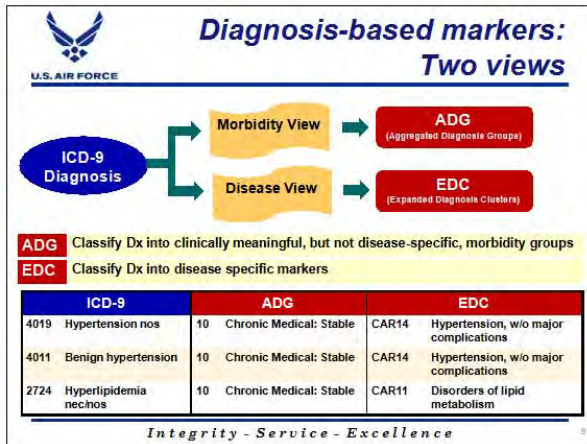 Diagnosis-based markers:
Two views
U.S. AIR FORCE
ICD-9
Diagnosis
Morbidity View
ADG
(Aggregated Diagnosis Groups)
Disease View
EDC
(Expanded Diagnosis Clusters)
ADG Classify Dx into clinically meaningful, but not disease-specific, morbidity groups
EDC Classify Dx into disease specific markers
ICD-9 ADG EDC
4019 Hypertension nos 10 Chronic Medical: Stable CAR14 Hypertension, w/o major
complications
4011 Benign hypertension 10 Chronic Medical: Stable CAR14 Hypertension, w/o major
complications
2724 Hyperlipidemia 10 Chronic Medical: Stable CAR11 Disorders of lipid
nec/nos metabolism
Integrity - Service - Excellence